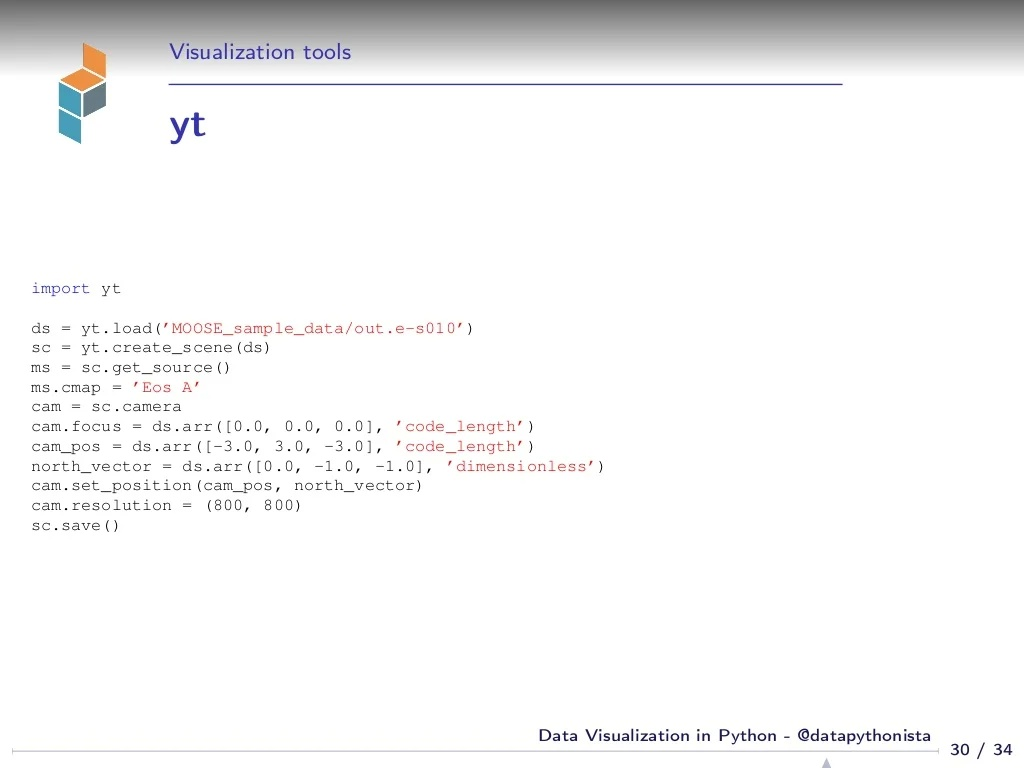 Visualization tools
yt
import yt
ds = yt.load('MOOSE_sample_data/out.e-s010')
sc = yt.create_scene(ds)
ms = sc.get_source()
ms.cmap = 'Eos A'
cam = sc.camera
cam.focus = ds.arr([0.0, 0.0, 0.0], 'code_length')
cam_pos = ds.arr([-3.0, 3.0, -3.0], 'code_length')
north_vector = ds.arr([0.0, -1.0, -1.0], 'dimensionless')
cam.set_position(cam_pos, north_vector)
cam.resolution = (800, 800)
sc.save()
Data Visualization in Python - @datapythonista
30 / 34